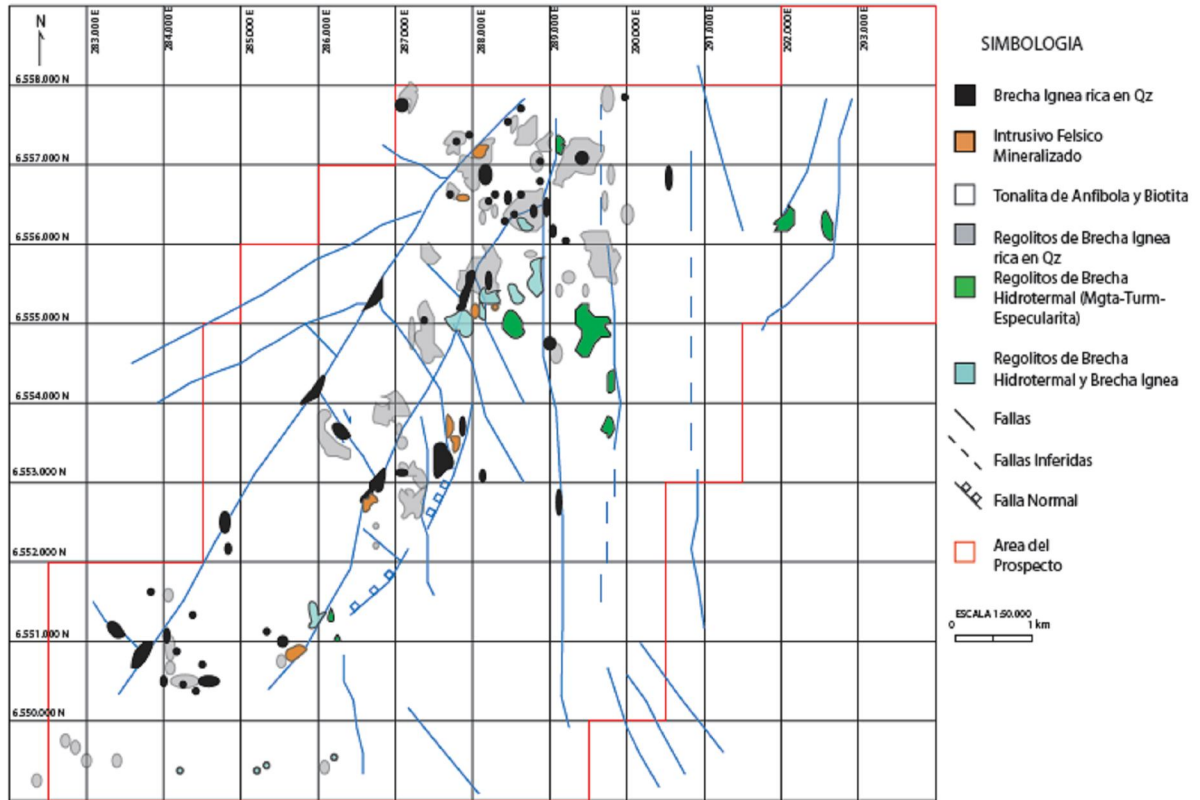 N
283.000 E
284.000 E
285.000 E
286.000 E
287.000 E
288.000 E
289.000 E
200.000 E
291.000 E
292.000 E
293.000 E
6.558.000 N
6.557.000 N
6.556.000 N
6.555.000 N
6.554.000 N
6.553.000 N
6.552.000 N
6.551.000 N
6.550.000 N
SIMBOLOGIA
Brecha Ignea rica en Qz
Intrusivo Felsico
Mineralizado
Tonalita de Anfibola y Biotita
Regolitos de Brecha Ignea
rica en Qz
Regolitos de Brecha
Hidrotermal (Mgta-Turm-
Especularita)
Regolitos de Brecha
Hidrotermal y Brecha Ignea
Fallas
Fallas Inferidas
Falla Normal
Area del
Prospecto
ESCALA 1:50.000
0 1 km